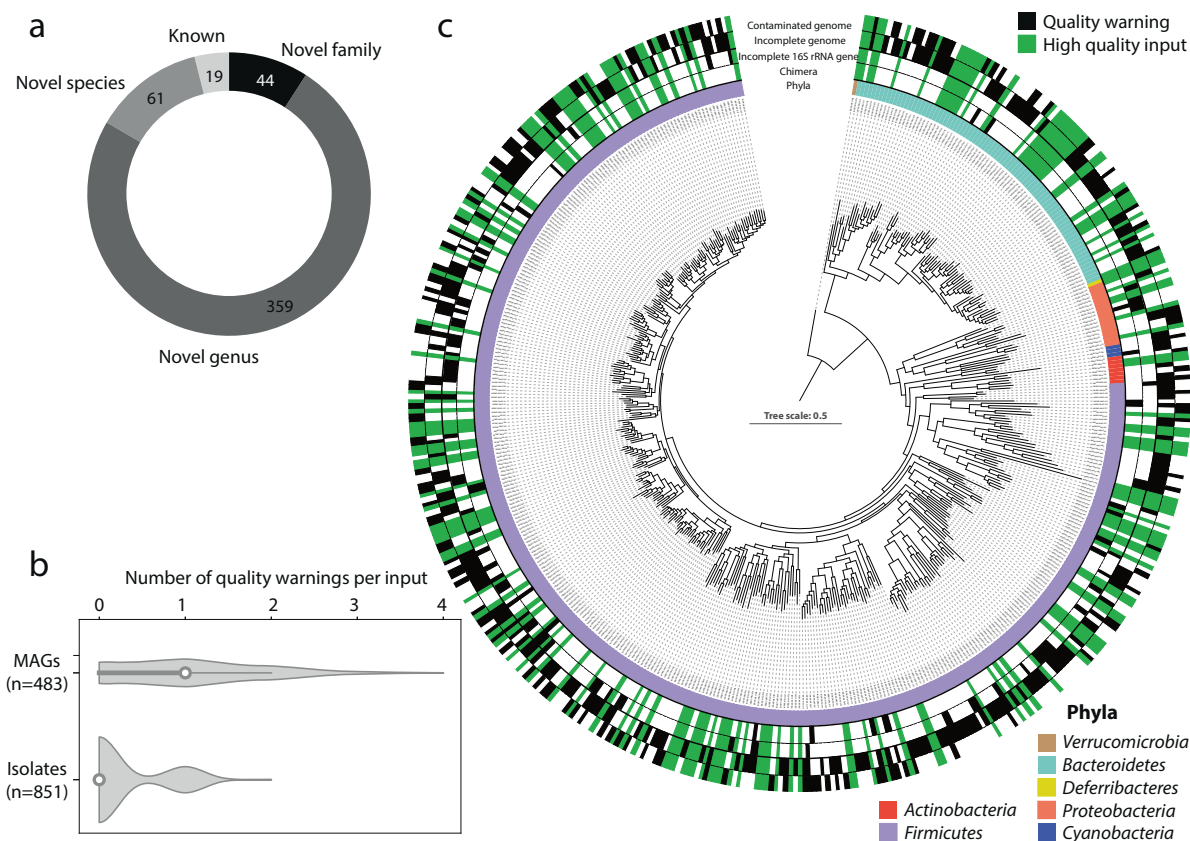 a
Known
Novel family
19
44
Novel species
61
359
Novel genus
b
Number of quality warnings per input
0 1 2 3 4
MAGs
(n=483)
Isolates
(n=851)
c
Contaminated genome
Incomplete genome
Incomplete 16S rRNA gene
Chimera
Phyla
Quality warning
High quality input
Tree scale: 0.5
Phyla
Verrucomicrobia
Bacteroidetes
Deferribacteres
Proteobacteria
Cyanobacteria
Actinobacteria
Firmicutes